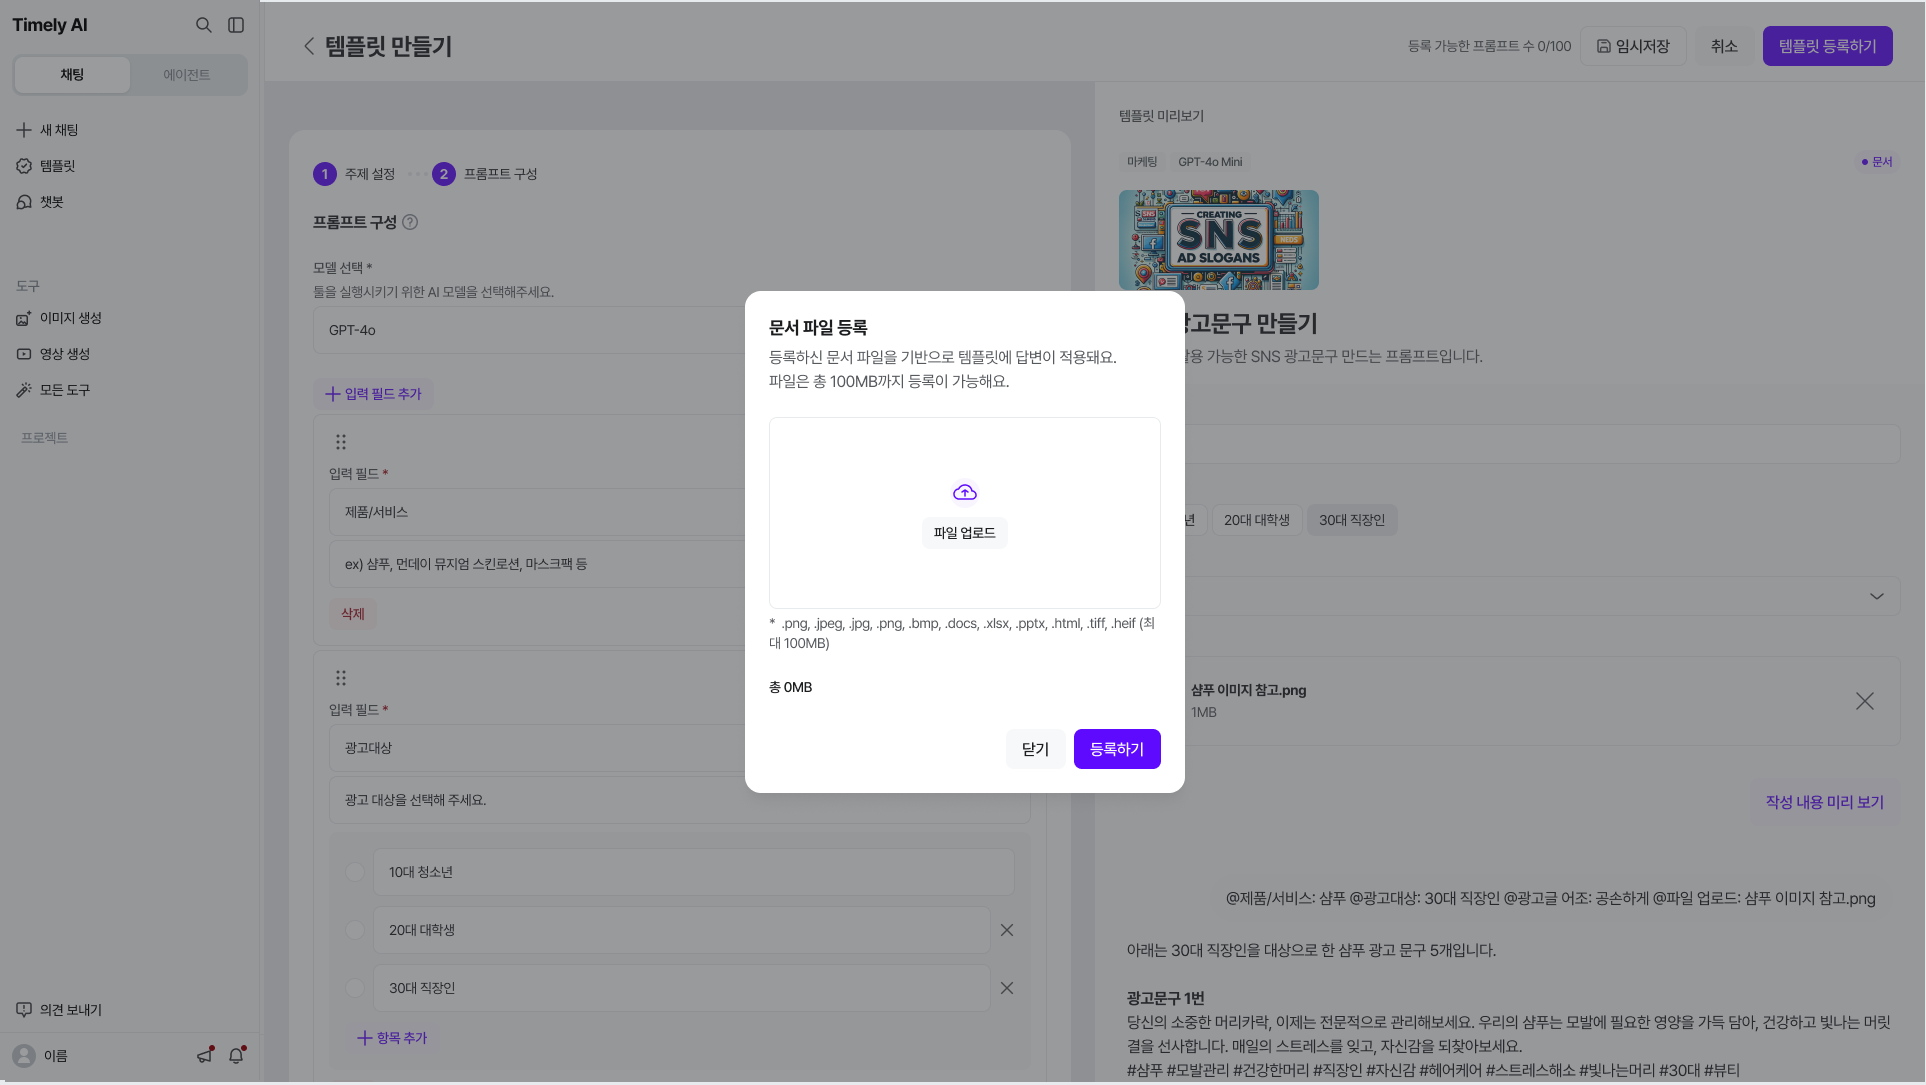 Timely AI
채팅
에이전트
새 채팅
템플릿
챗봇
도구
이미지 생성
영상 생성
모든 도구
프로젝트
의견 보내기
이름
템플릿 만들기
등록 가능한 프롬프트 수 0/100
임시저장
취소
템플릿 등록하기
1 주제 설정
2 프롬프트 구성
프롬프트 구성 ?
모델 선택 *
툴을 실행시키기 위한 AI 모델을 선택해주세요.
GPT-4o
입력 필드 추가
입력 필드 *
제품/서비스
ex) 샴푸, 먼데이 뮤지엄 스킨로션, 마스크팩 등
삭제
입력 필드 *
광고대상
광고 대상을 선택해 주세요.
10대 청소년
20대 대학생
30대 직장인
항목 추가
문서 파일 등록
등록하신 문서 파일을 기반으로 템플릿에 답변이 적용돼요.
파일은 총 100MB까지 등록이 가능해요.
파일 업로드
* .png, .jpeg, .jpg, .png, .bmp, .docs, .xlsx, .pptx, .html, .tiff, .heif (최
대 100MB)
총 0MB
닫기
등록하기
템플릿 미리보기
마케팅
GPT-4o Mini
문서
CREATING
SNS
AD SLOGANS
광고문구 만들기
용 가능한 SNS 광고문구 만드는 프롬프트입니다.
년
20대 대학생
30대 직장인
샴푸 이미지 참고.png
1MB
작성 내용 미리 보기
@제품/서비스: 샴푸 @광고대상: 30대 직장인 @광고글 어조: 공손하게 @파일 업로드: 샴푸 이미지 참고.png
아래는 30대 직장인을 대상으로 한 샴푸 광고 문구 5개입니다.
광고문구 1번
당신의 소중한 머리카락, 이제는 전문적으로 관리해보세요. 우리의 샴푸는 모발에 필요한 영양을 가득 담아, 건강하고 빛나는 머릿
결을 선사합니다. 매일의 스트레스를 잊고, 자신감을 되찾아보세요.
#샴푸 #모발관리 #건강한머리 #직장인 #자신감 #헤어케어 #스트레스해소 #빛나는머리 #30대 #뷰티